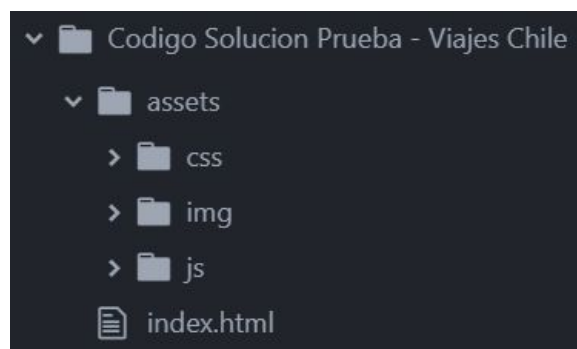 Codigo Solucion Prueba - Viajes Chile
assets
css
img
js
index.html